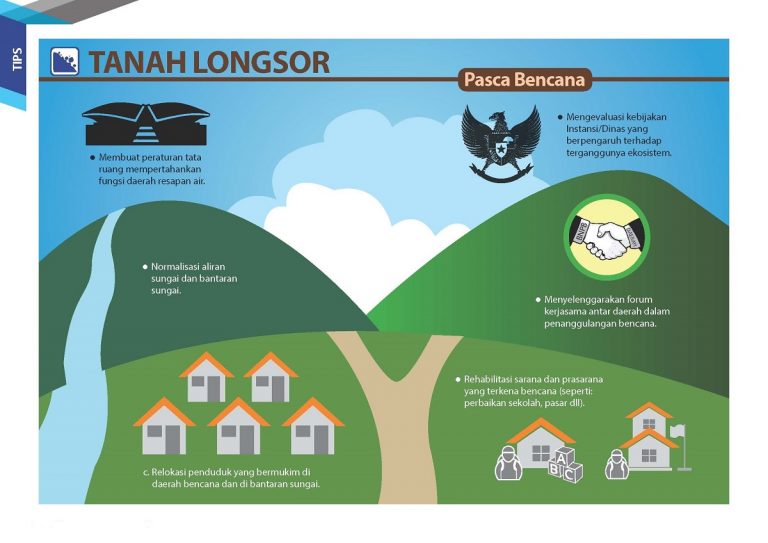 TIPS
TANAH LONGSOR
Pasca Bencana
● Membuat peraturan tata
ruang mempertahankan
fungsi daerah resapan air.
● Mengevaluasi kebijakan
Instansi/Dinas yang
berpengaruh terhadap
terganggunya ekosistem.
● Normalisasi aliran
sungai dan bantaran
sungai.
BNPB
● Menyelenggarakan forum
kerjasama antar daerah dalam
penanggulangan bencana.
● Rehabilitasi sarana dan prasarana
yang terkena bencana (seperti:
perbaikan sekolah, pasar dll).
A
B C
c. Relokasi penduduk yang bermukim di
daerah bencana dan di bantaran sungai.